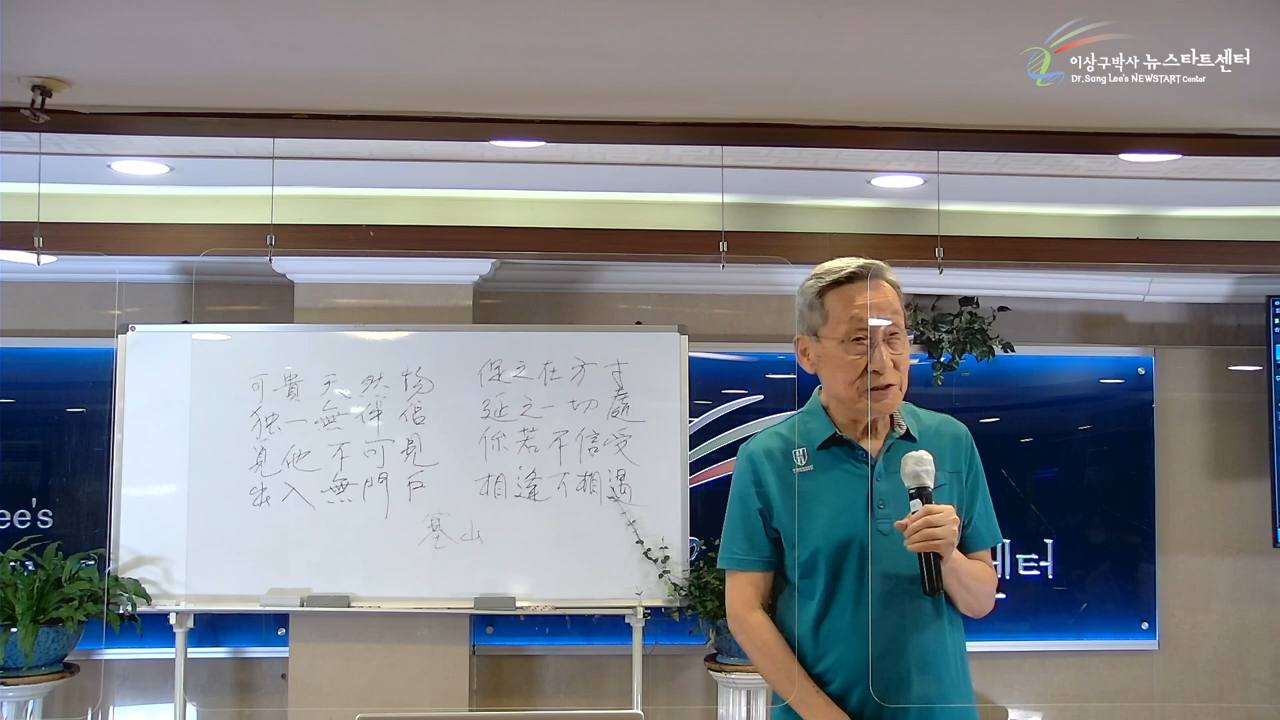 이상구박사 뉴스타트센터
Dr. Sang Lee's NEWSTART Center
可貴天然物
独一無伴侶
覓他不可見
出入無門戶
促之在方寸
延之一切處
你若不信受
相逢不相遇
寒山
ee's
센터